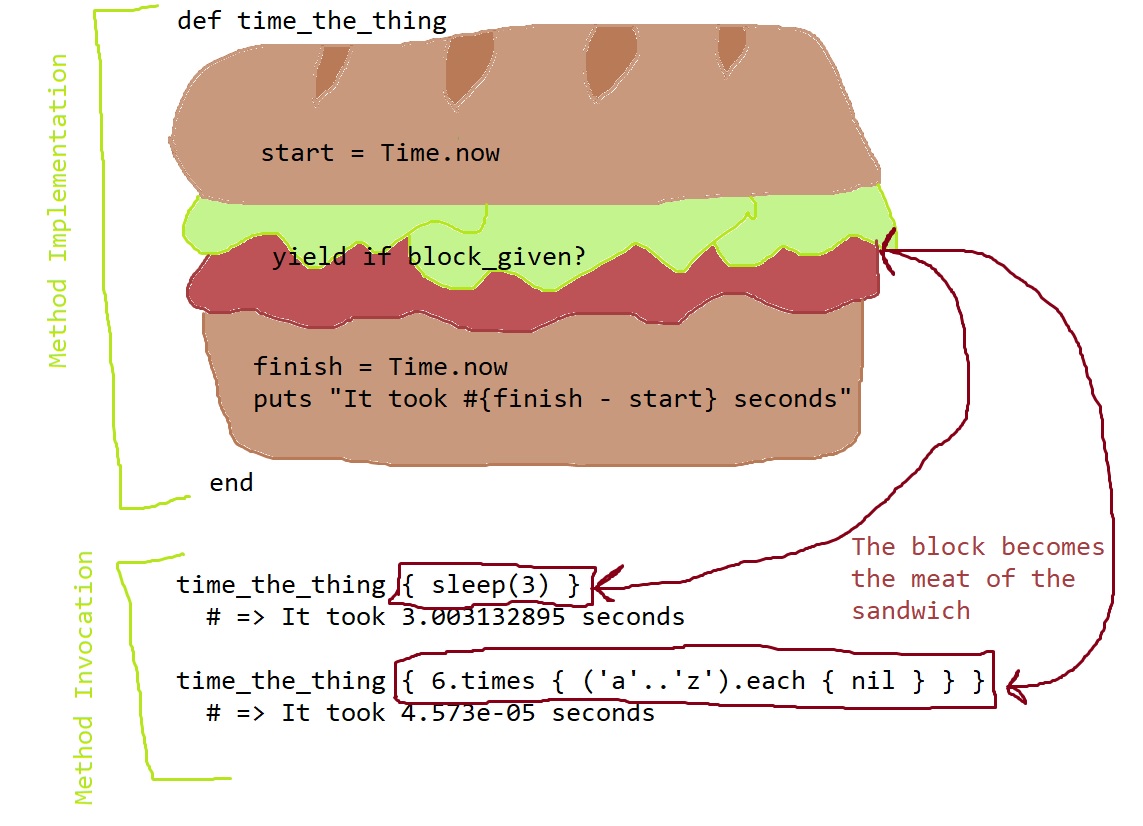 def time_the_thing
Method Implementation
start = Time.now
yield if block_given?
finish = Time.now
puts "It took #{finish - start} seconds"
end
Method Invocation
The block becomes
the meat of the
sandwich
time_the_thing { sleep(3) }
# => It took 3.003132895 seconds
time_the_thing { 6.times { ('a'..'z').each { nil } } }
# => It took 4.573e-05 seconds